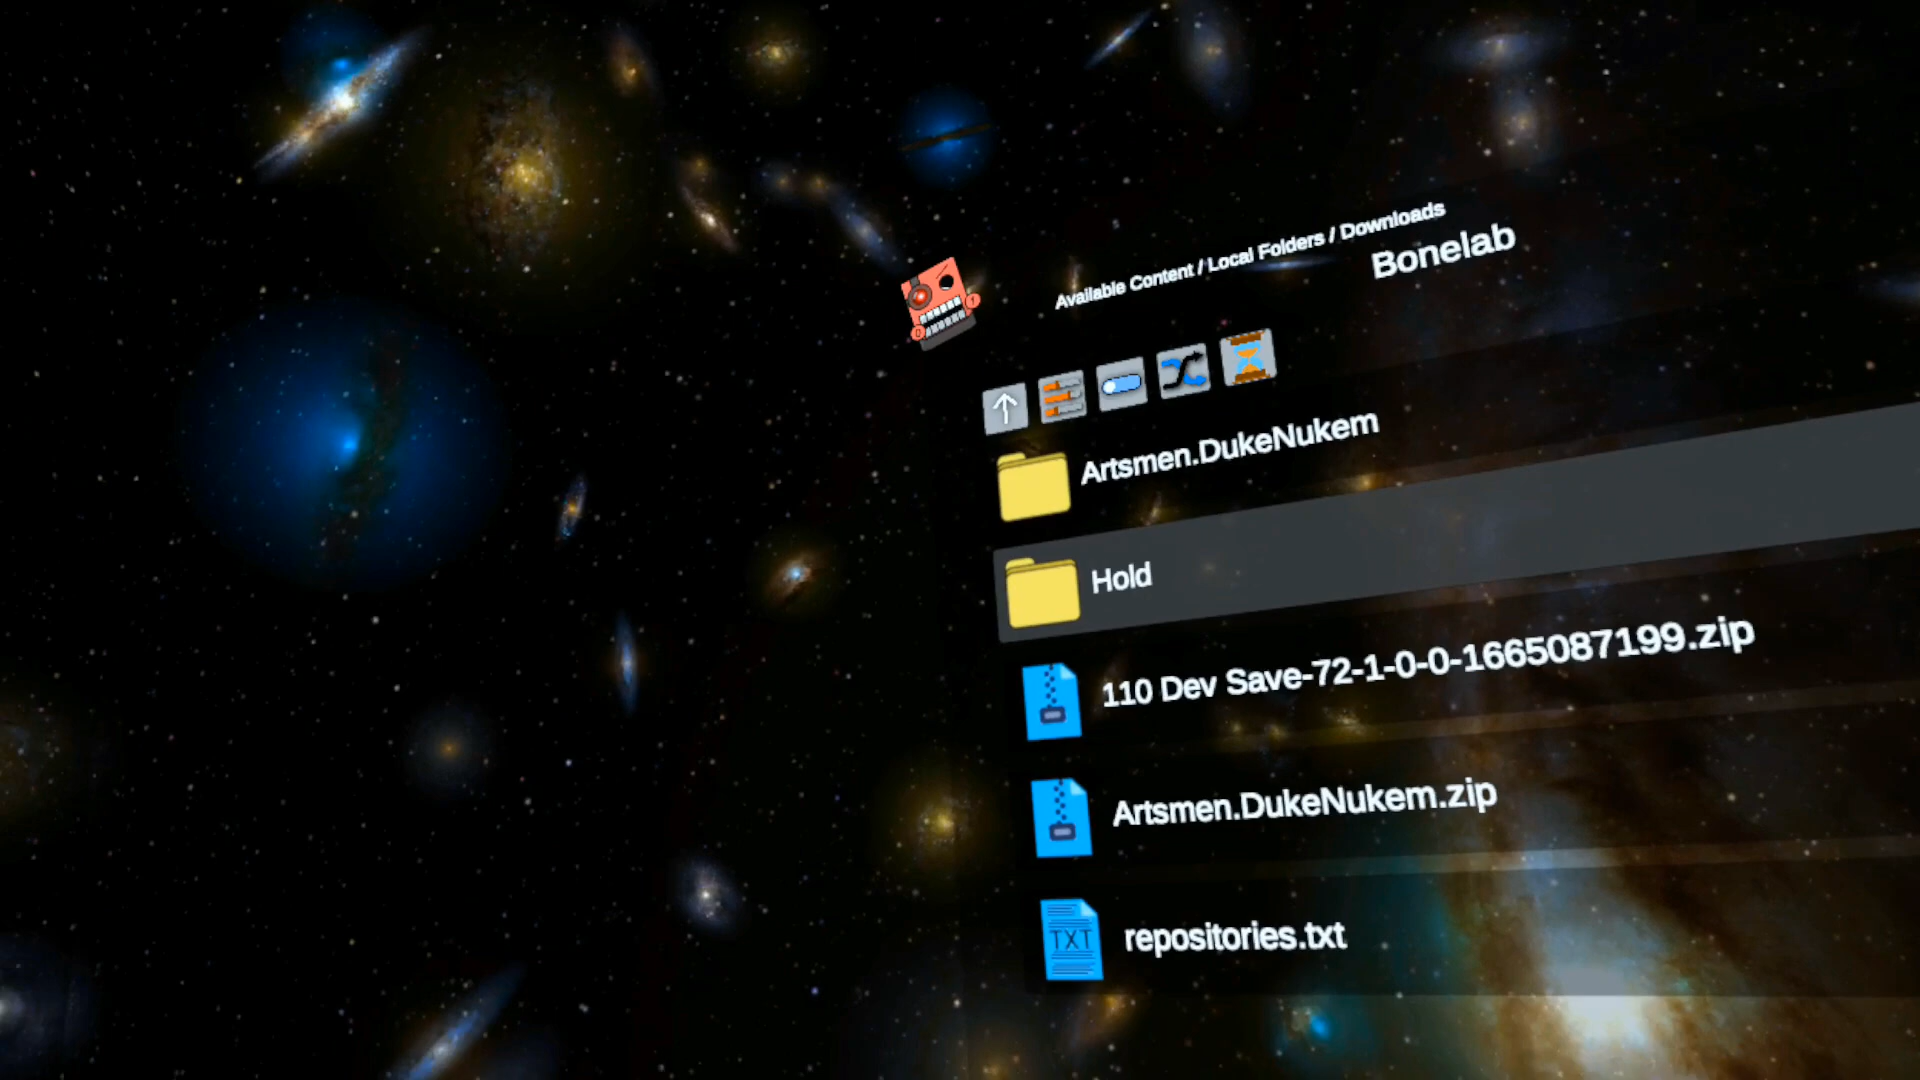 Available Content / Local Folders / Downloads
Bonelab
Artsmen.DukeNukem
Hold
110 Dev Save-72-1-0-0-1665087199.zip
Artsmen.DukeNukem.zip
TXT
repositories.txt